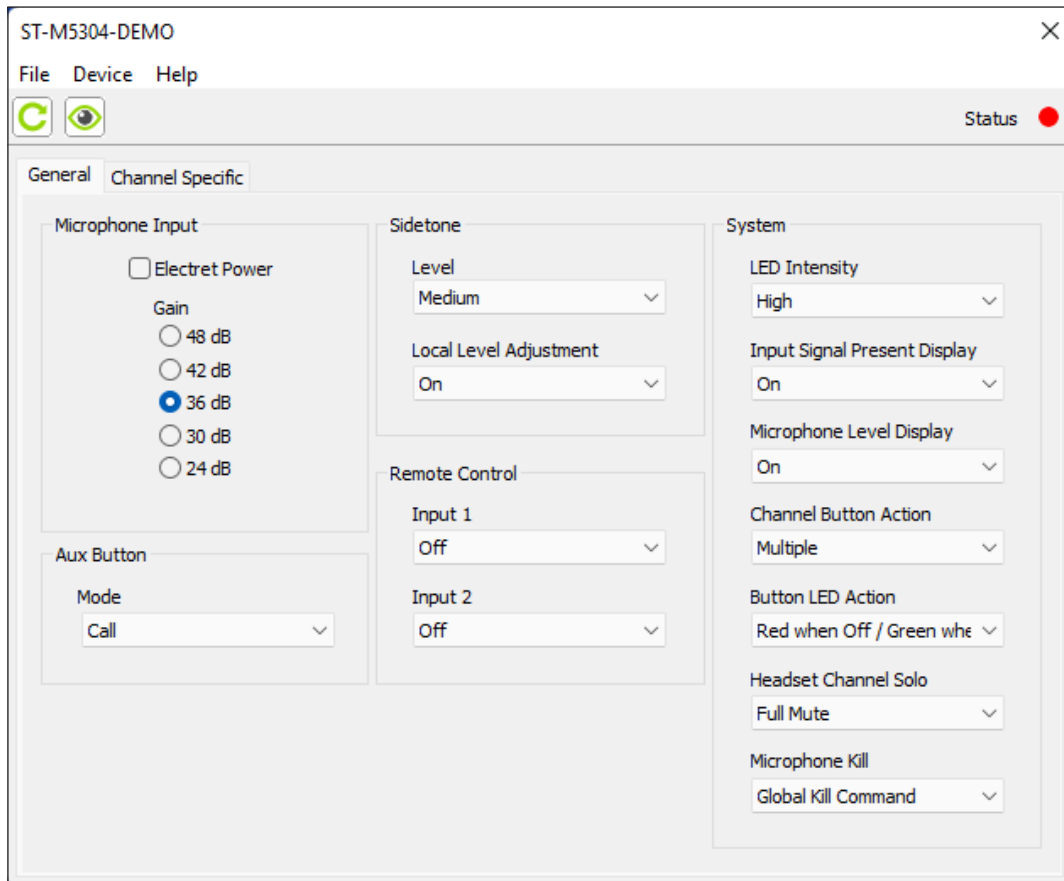 ST-M5304-DEMO
File Device Help
Status
General Channel Specific
Microphone Input
Electret Power
Gain
48 dB
42 dB
36 dB
30 dB
24 dB
Aux Button
Mode
Call
Sidetone
Level
Medium
Local Level Adjustment
On
Remote Control
Input 1
Off
Input 2
Off
System
LED Intensity
High
Input Signal Present Display
On
Microphone Level Display
On
Channel Button Action
Multiple
Button LED Action
Red when Off / Green whe
Headset Channel Solo
Full Mute
Microphone Kill
Global Kill Command